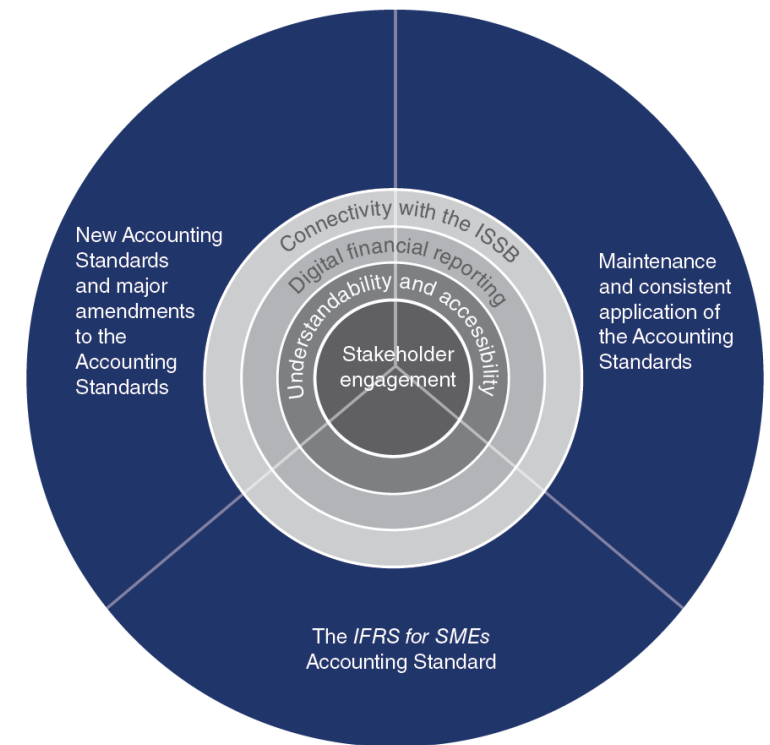 Connectivity with the ISSB
Digital financial reporting
Understandability and accessibility
Stakeholder
engagement
New Accounting
Standards
and major
amendments
to the
Accounting
Standards
Maintenance
and consistent
application of
the Accounting
Standards
The IFRS for SMEs
Accounting Standard